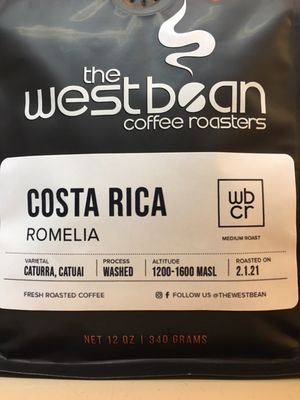 the
westbean
coffee roasters
COSTA RICA
ROMELIA
wb
cr
MEDIUM ROAST
VARIETAL PROCESS ALTITUDE ROASTED ON
CATURRA, CATUAI WASHED 1200-1600 MASL 2.1.21
FRESH ROASTED COFFEE FOLLOW US @THEWESTBEAN
NET 12 OZ | 340 GRAMS